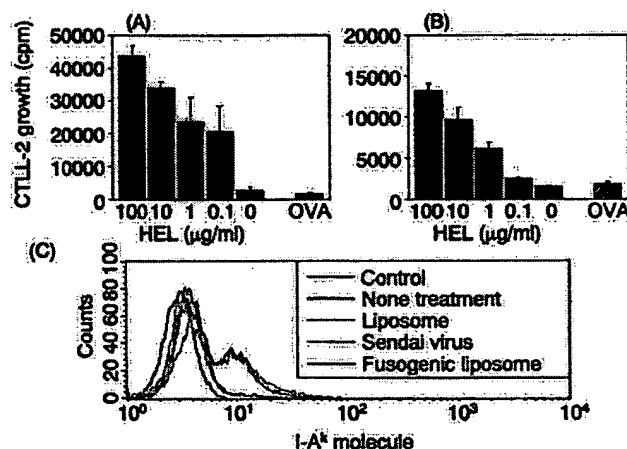 (A)
(B)
CTLL-2 growth (cpm)
50000
40000
30000
20000
10000
0
100 10 1 0.1 0 OVA
HEL (μg/ml)
20000
15000
10000
5000
0
100 10 1 0.1 0 OVA
HEL (μg/ml)
(C)
Counts
0 20 40 60 80 100
Control
None treatment
Liposome
Sendai virus
Fusogenic liposome
10⁰ 10¹ 10² 10³ 10⁴
I-Aᵏ molecule